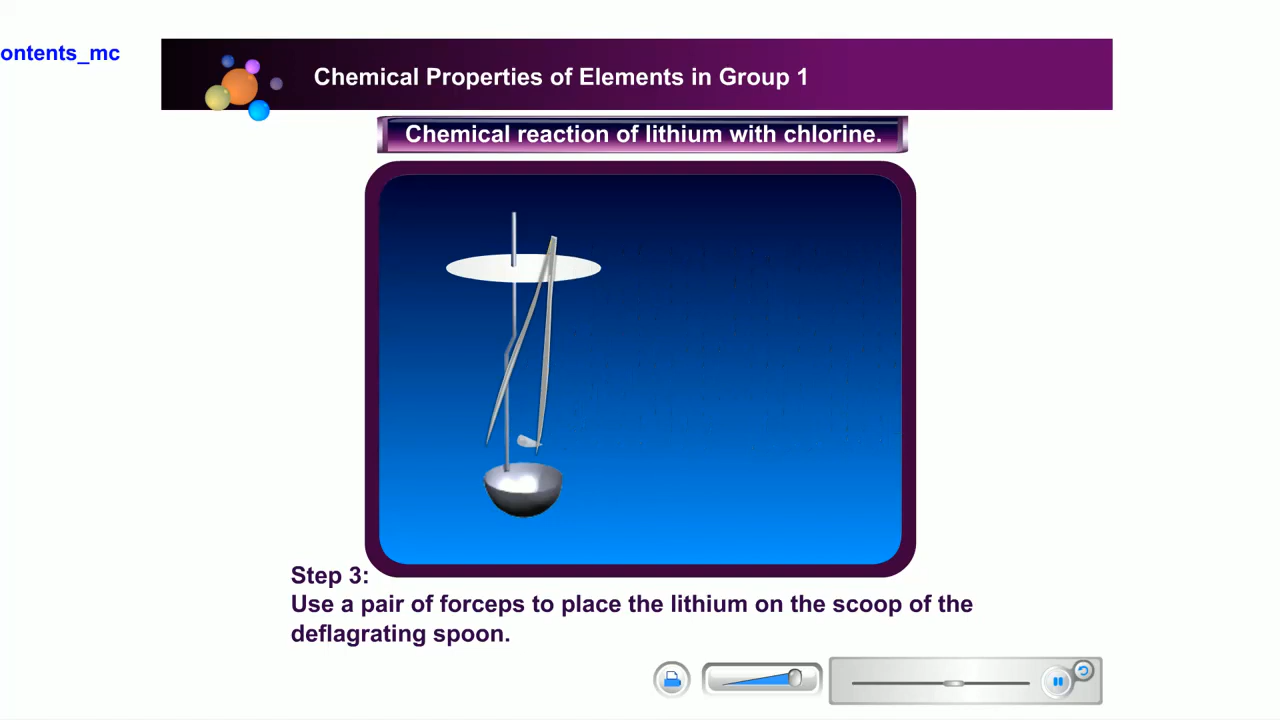 ontents_mc
Chemical Properties of Elements in Group 1
Chemical reaction of lithium with chlorine.
Step 3:
Use a pair of forceps to place the lithium on the scoop of the
deflagrating spoon.